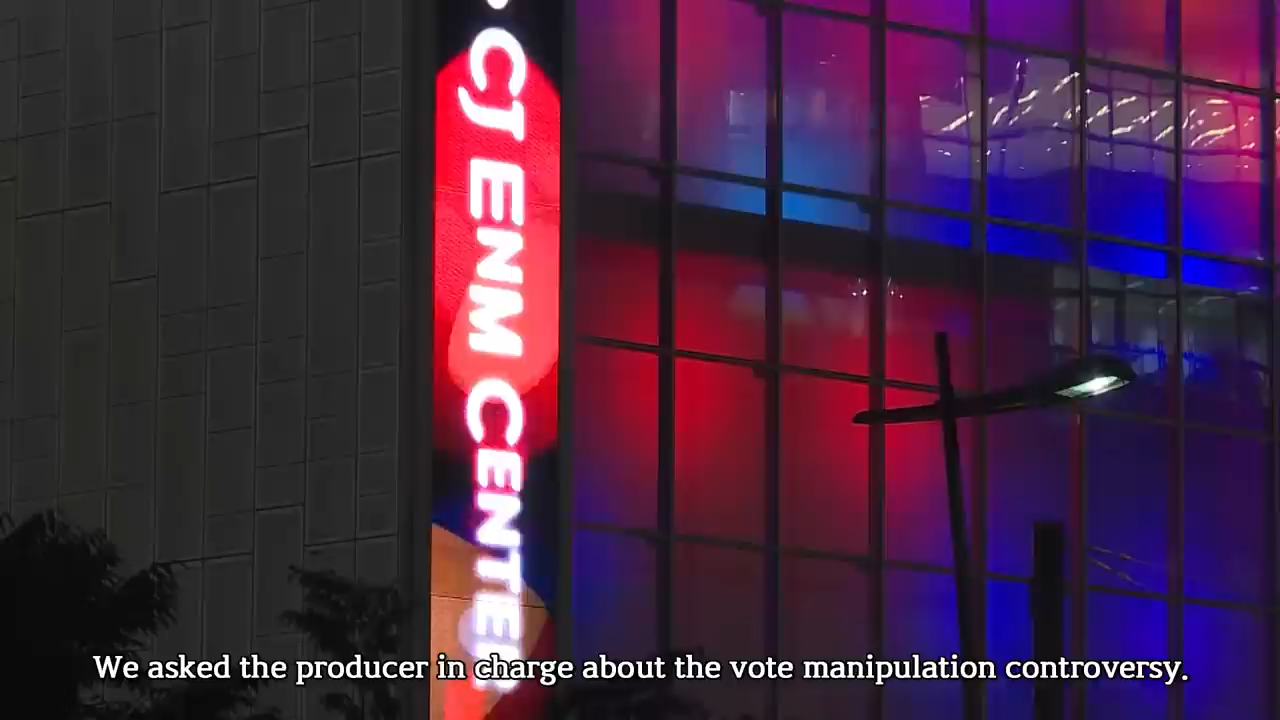 CJ ENM CENTER
We asked the producer in charge about the vote manipulation controversy.